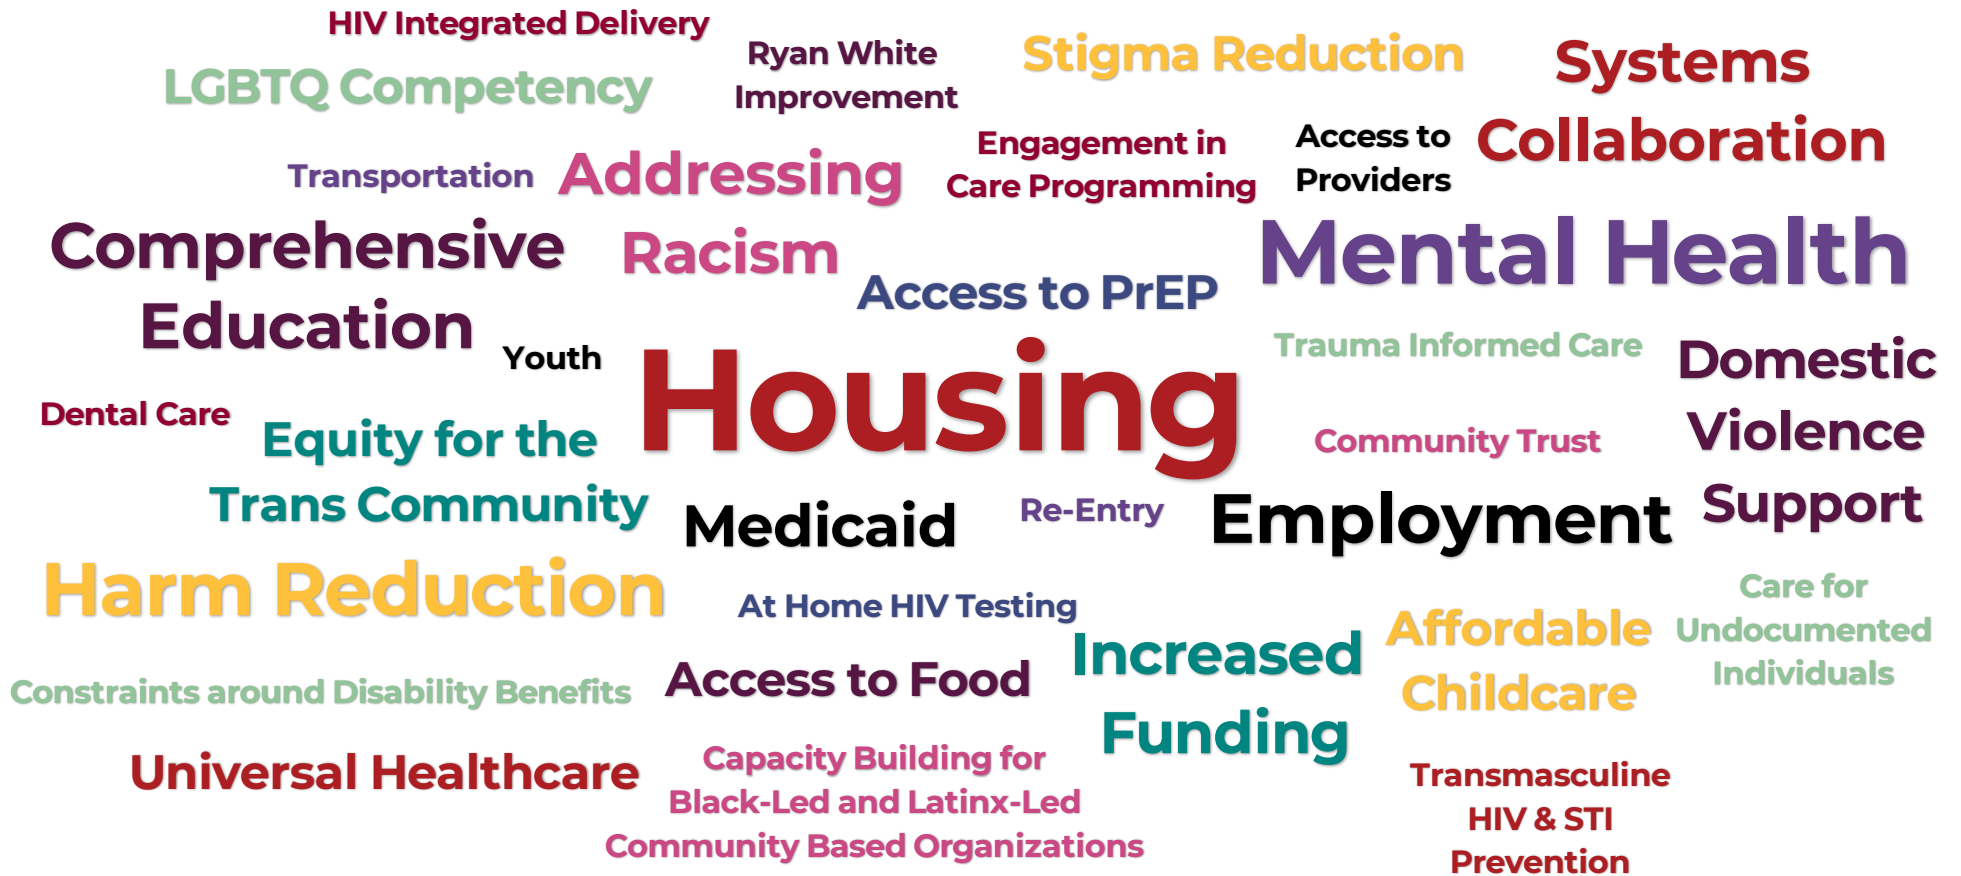 HIV Integrated Delivery
LGBTQ Competency
Ryan White
Improvement
Stigma Reduction
Systems
Collaboration
Transportation
Addressing
Racism
Engagement in
Care Programming
Access to
Providers
Comprehensive
Education
Access to PrEP
Mental Health
Youth
Housing
Trauma Informed Care
Domestic
Violence
Support
Dental Care
Equity for the
Trans Community
Community Trust
Medicaid
Re-Entry
Employment
Harm Reduction
At Home HIV Testing
Increased
Funding
Affordable
Childcare
Care for
Undocumented
Individuals
Constraints around Disability Benefits
Access to Food
Universal Healthcare
Capacity Building for
Black-Led and Latinx-Led
Community Based Organizations
Transmasculine
HIV & STI
Prevention